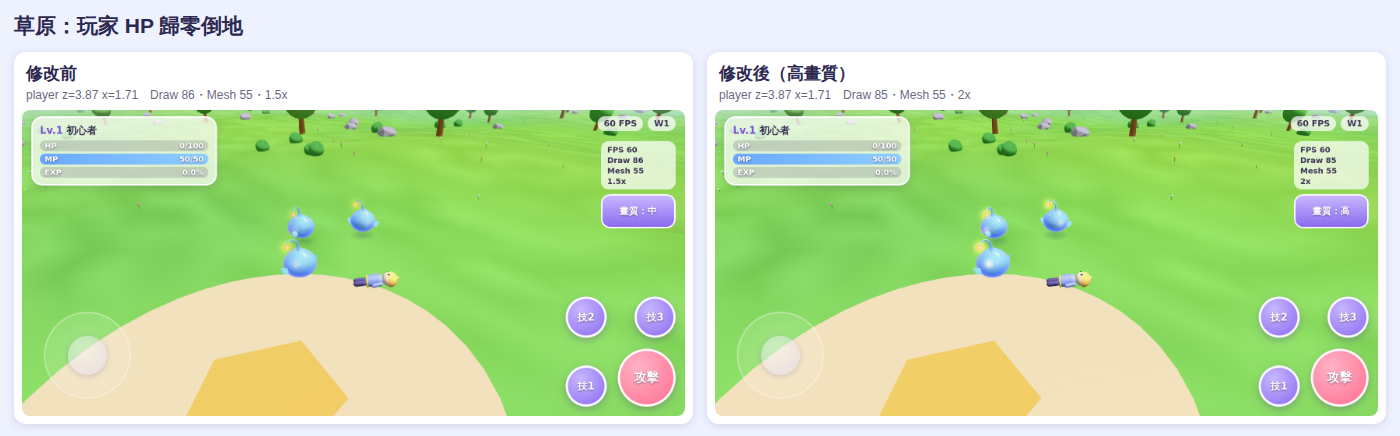 草原：玩家 HP 歸零倒地
修改前
player z=3.87 x=1.71 Draw 86・Mesh 55・1.5x
Lv.1 初心者
HP 0/100
MP 50/50
EXP 0.0%
60 FPS W1
FPS 60
Draw 86
Mesh 55
1.5x
畫質：中
技2 技3
技1 攻擊
修改後（高畫質）
player z=3.87 x=1.71 Draw 85・Mesh 55・2x
Lv.1 初心者
HP 0/100
MP 50/50
EXP 0.0%
60 FPS W1
FPS 60
Draw 85
Mesh 55
2x
畫質：高
技2 技3
技1 攻擊